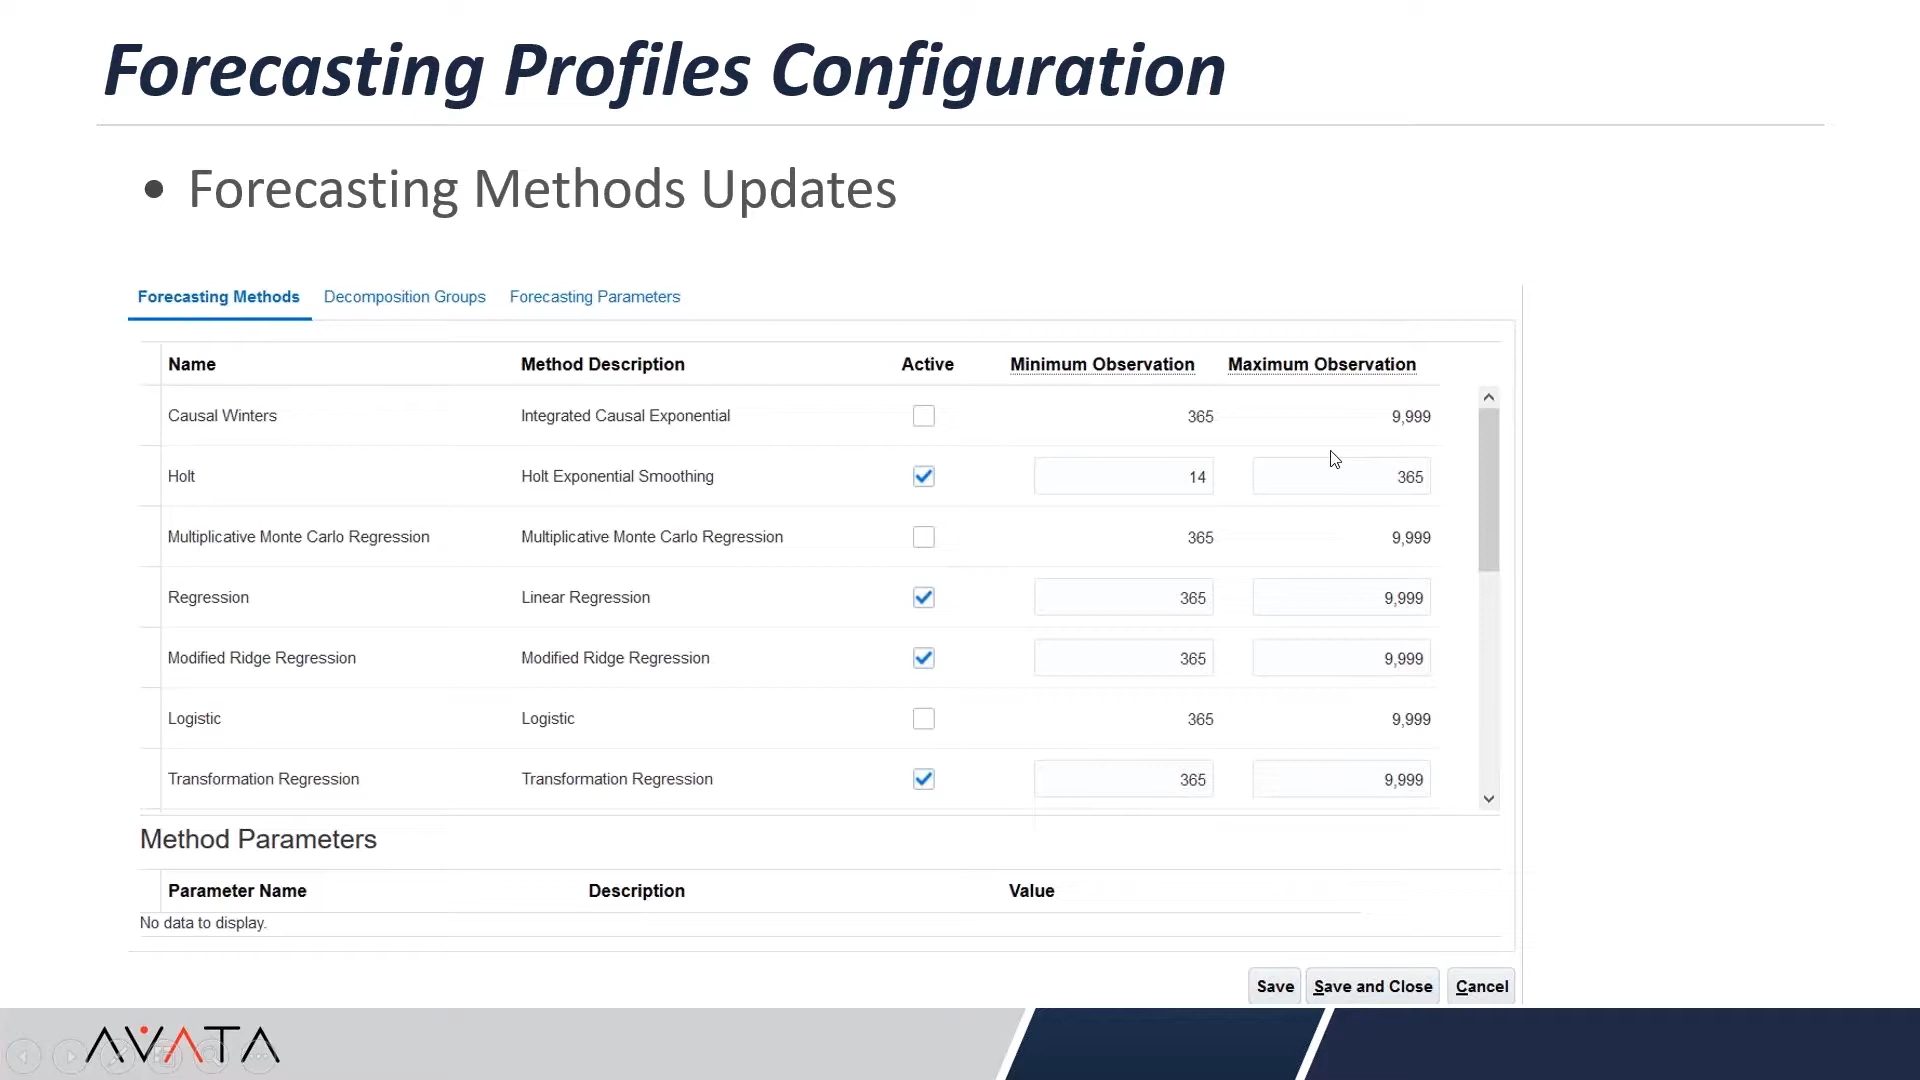 Forecasting Profiles Configuration
• Forecasting Methods Updates
Forecasting Methods Decomposition Groups Forecasting Parameters
Name Method Description Active Minimum Observation Maximum Observation
Causal Winters Integrated Causal Exponential 365 9,999
Holt Holt Exponential Smoothing 14 365
Multiplicative Monte Carlo Regression Multiplicative Monte Carlo Regression 365 9,999
Regression Linear Regression 365 9,999
Modified Ridge Regression Modified Ridge Regression 365 9,999
Logistic Logistic 365 9,999
Transformation Regression Transformation Regression 365 9,999
Method Parameters
Parameter Name Description Value
No data to display.
Save Save and Close Cancel
AVATA